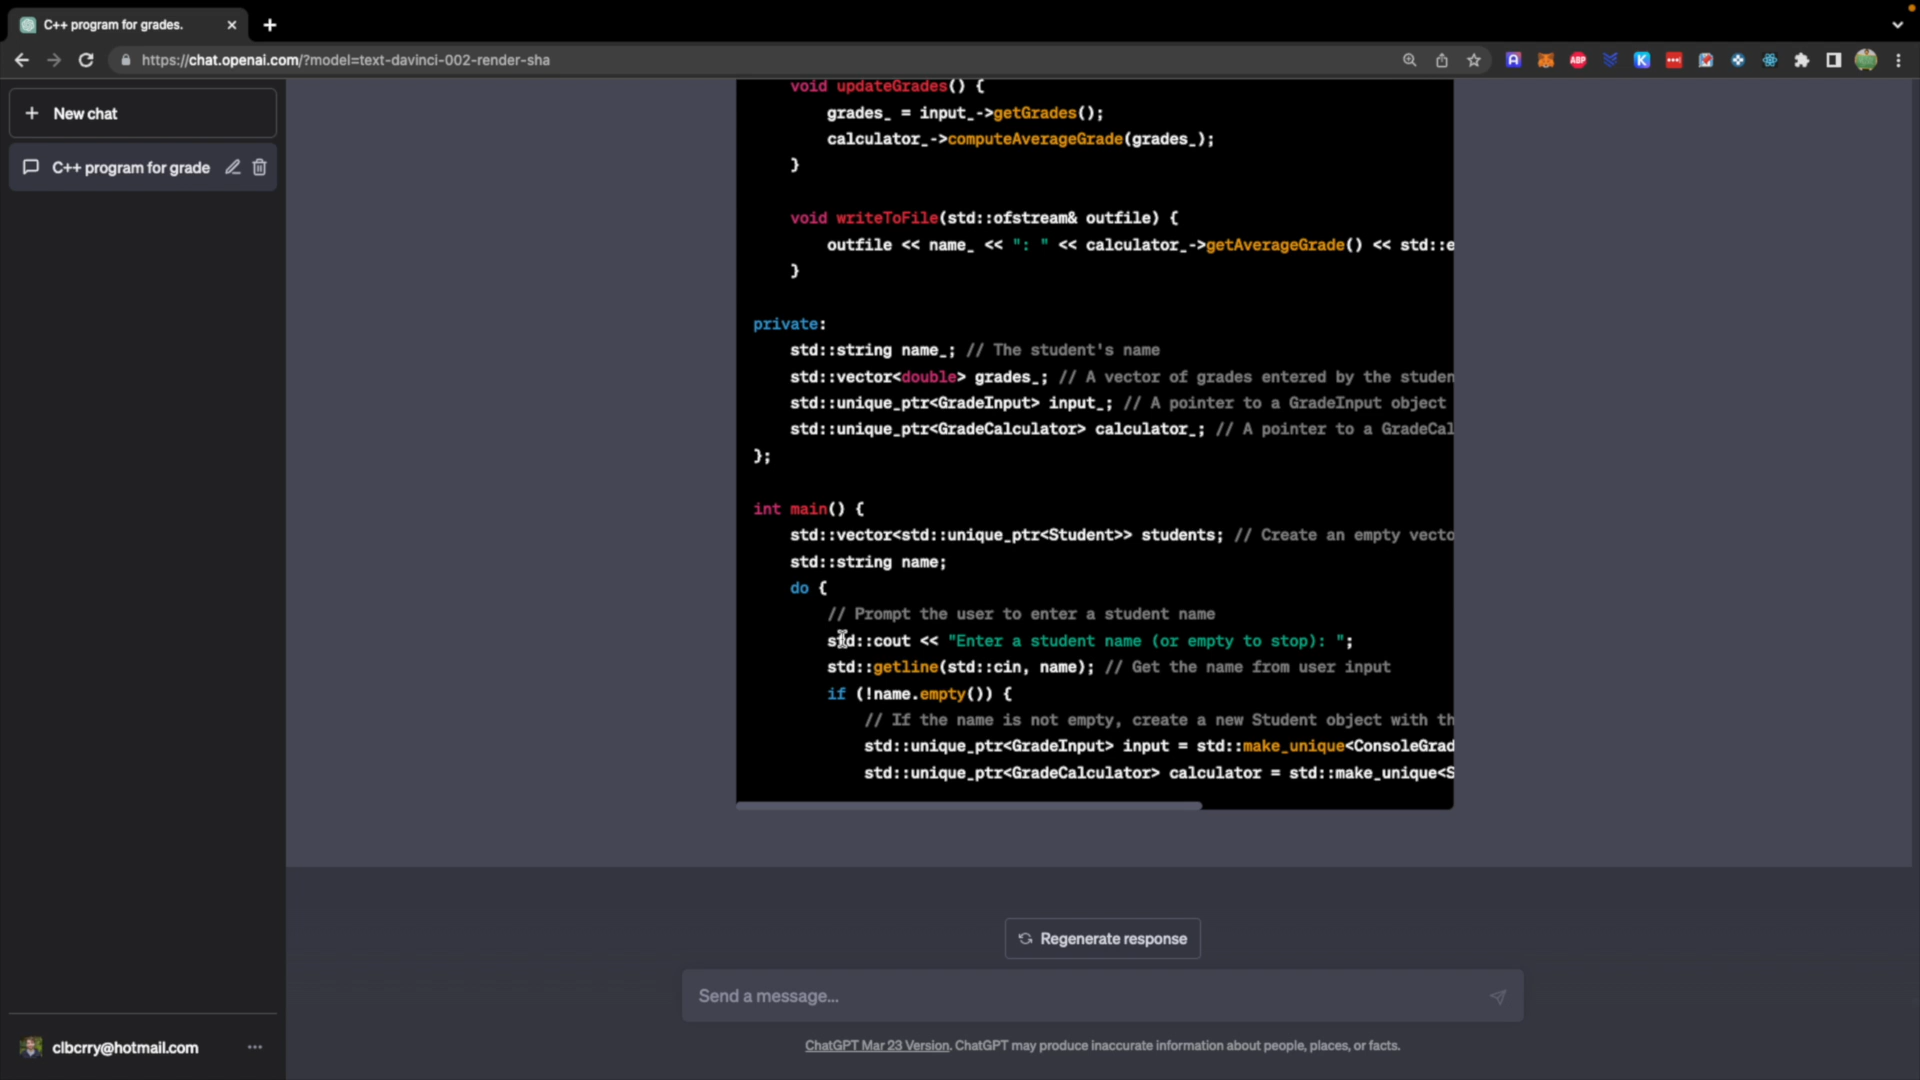 C++ program for grades.
https://chat.openai.com/?model=text-davinci-002-render-sha
New chat
C++ program for grade
void updateGrades() {
grades_ = input_->getGrades();
calculator_->computeAverageGrade(grades_);
}
void writeToFile(std::ofstream& outfile) {
outfile << name_ << ": " << calculator_->getAverageGrade() << std::e
}
private:
std::string name_; // The student's name
std::vector<double> grades_; // A vector of grades entered by the studen
std::unique_ptr<GradeInput> input_; // A pointer to a GradeInput object
std::unique_ptr<GradeCalculator> calculator_; // A pointer to a GradeCal
};
int main() {
std::vector<std::unique_ptr<Student>> students; // Create an empty vecto
std::string name;
do {
// Prompt the user to enter a student name
std::cout << "Enter a student name (or empty to stop): ";
std::getline(std::cin, name); // Get the name from user input
if (!name.empty()) {
// If the name is not empty, create a new Student object with th
std::unique_ptr<GradeInput> input = std::make_unique<ConsoleGrad
std::unique_ptr<GradeCalculator> calculator = std::make_unique<S
Regenerate response
Send a message...
clbcrry@hotmail.com
ChatGPT Mar 23 Version. ChatGPT may produce inaccurate information about people, places, or facts.